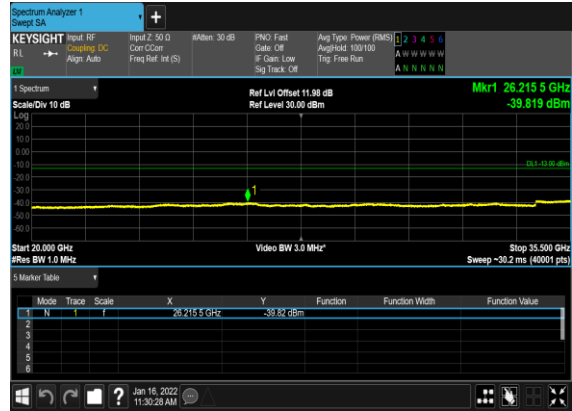 Spectrum Analyzer 1
Swept SA
+
KEYSIGHT Input: RF Input Z: 50 Ω #Atten: 30 dB PNO: Fast Avg Type: Power (RMS) 1 2 3 4 5 6
RL Coupling: DC Corr CCorr Gate: Off Avg|Hold: 100/100 A W W W W W
Align: Auto Freq Ref: Int (S) IF Gain: Low Trig: Free Run
Sig Track: Off A N N N N N
1 Spectrum Ref Lvl Offset 11.98 dB Mkr1 26.215 5 GHz
Scale/Div 10 dB Ref Level 30.00 dBm -39.819 dBm
Log
20.0
10.0
0.00
-10.0 DL1 -13.00 dBm
-20.0
-30.0 1
-40.0
-50.0
-60.0
Start 20.000 GHz Video BW 3.0 MHz* Stop 35.500 GHz
#Res BW 1.0 MHz Sweep ~30.2 ms (40001 pts)
5 Marker Table
Mode Trace Scale X Y Function Function Width Function Value
1 N 1 f 26.215 5 GHz -39.82 dBm
2
3
4
5
6
? Jan 16, 2022
11:30:28 AM